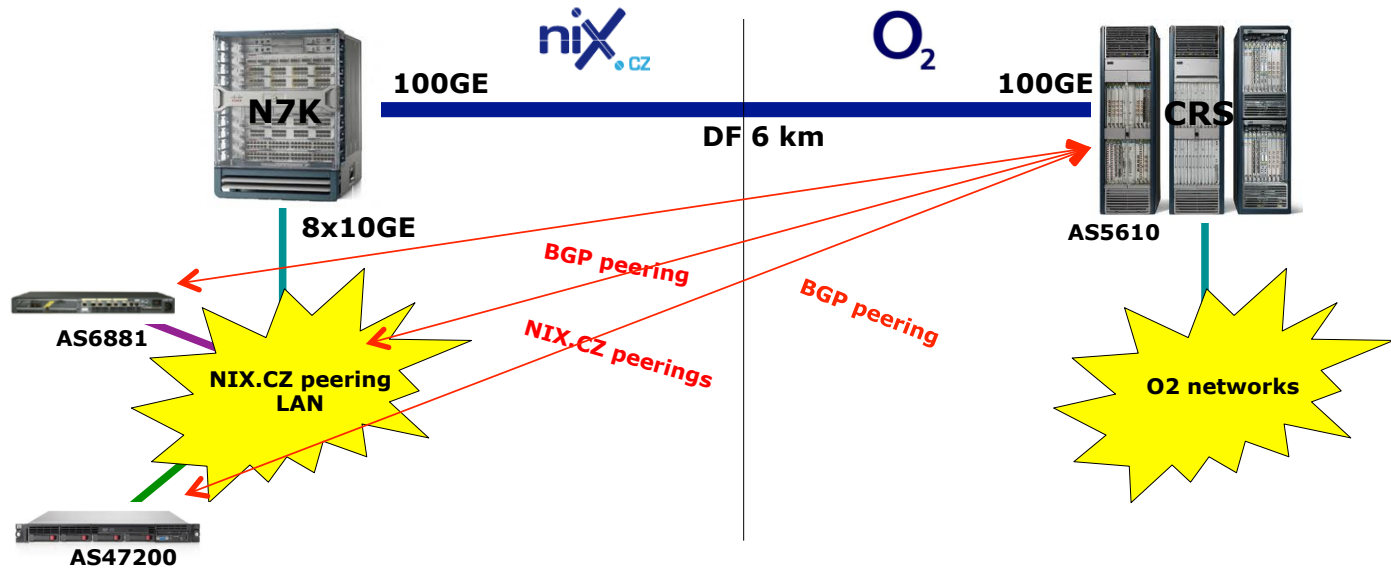 niX.CZ
O2
100GE
100GE
N7K
CRS
DF 6 km
8x10GE
AS5610
BGP peering
BGP peering
AS6881
NIX.CZ peerings
NIX.CZ peering
LAN
O2 networks
AS47200